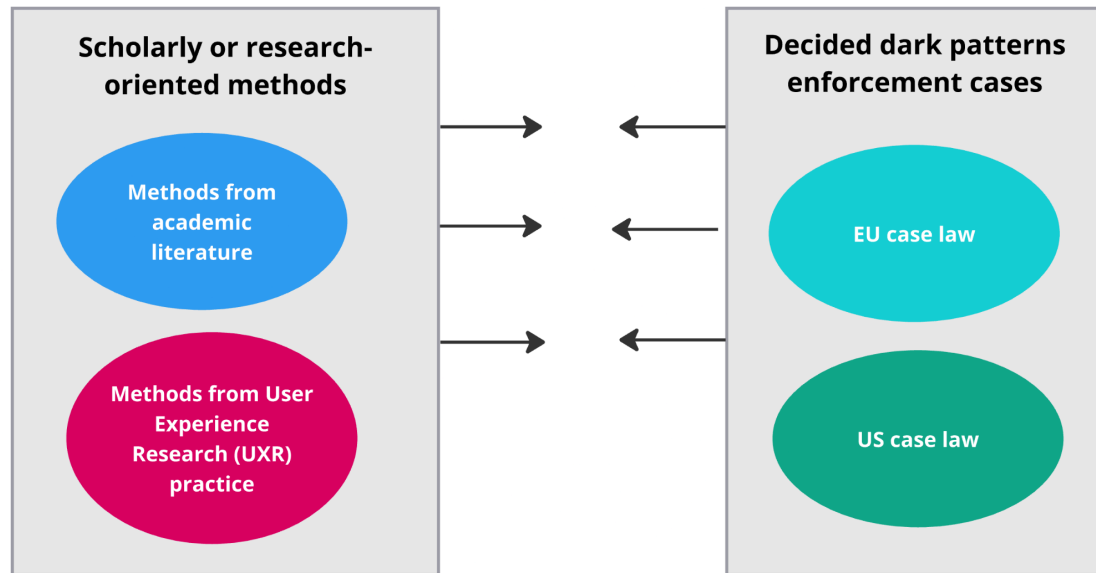 Scholarly or research-
oriented methods
Methods from
academic
literature
Methods from User
Experience
Research (UXR)
practice
Decided dark patterns
enforcement cases
EU case law
US case law